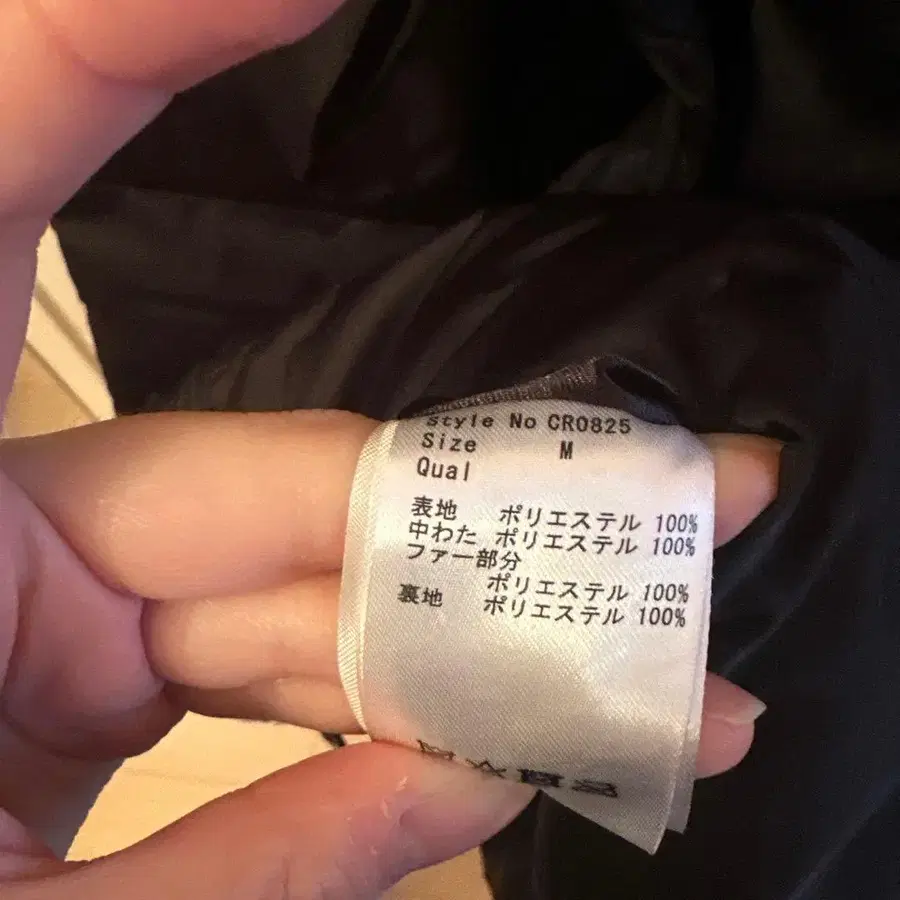 Style No CR0825
Size M
Qual
表地 ポリエステル 100%
中わた ポリエステル 100%
ファー部分
ポリエステル 100%
裏地 ポリエステル 100%